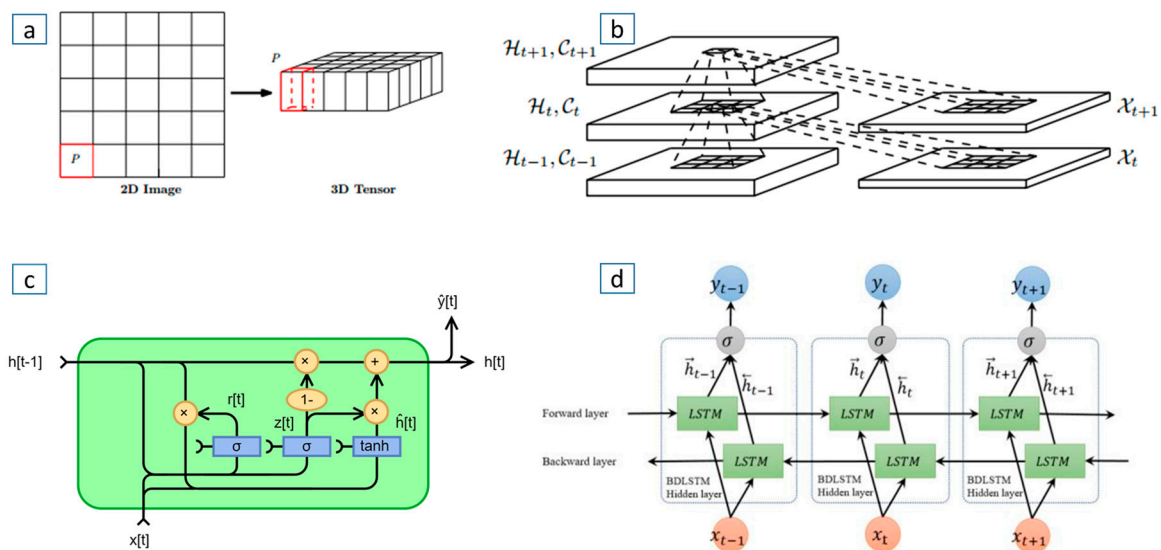 a
P
2D Image
P
3D Tensor
b
ℋₜ₊₁, 𝒞ₜ₊₁
ℋₜ, 𝒞ₜ
ℋₜ₋₁, 𝒞ₜ₋₁
𝒳ₜ₊₁
𝒳ₜ
c
ŷ[t]
h[t-1]
h[t]
×
+
1-
×
r[t]
z[t]
×
ĥ[t]
σ
σ
tanh
x[t]
d
yₜ₋₁
yₜ
yₜ₊₁
σ
σ
σ
h⃗ₜ₋₁
h⃖ₜ₋₁
h⃗ₜ
h⃖ₜ
h⃗ₜ₊₁
h⃖ₜ₊₁
Forward layer
LSTM
LSTM
LSTM
Backward layer
LSTM
LSTM
LSTM
BDLSTM
Hidden layer
BDLSTM
Hidden layer
BDLSTM
Hidden layer
xₜ₋₁
xₜ
xₜ₊₁